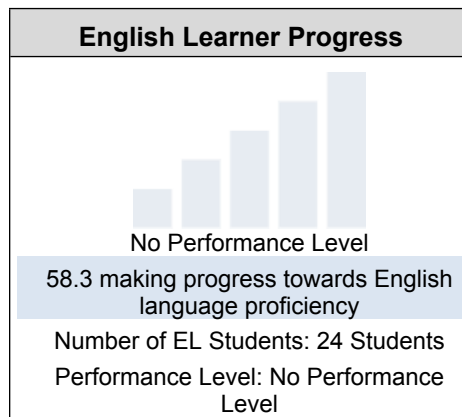 English Learner Progress
No Performance Level
58.3 making progress towards English
language proficiency
Number of EL Students: 24 Students
Performance Level: No Performance
Level